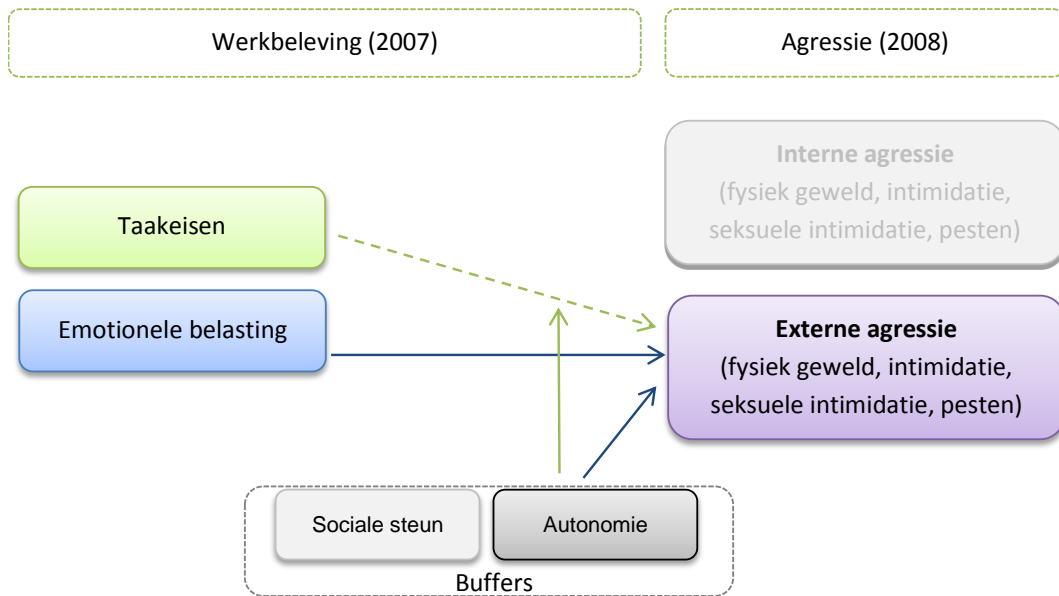 Werkbeleving (2007)
Agressie (2008)
Interne agressie
(fysiek geweld, intimidatie,
seksuele intimidatie, pesten)
Taakeisen
Emotionele belasting
Externe agressie
(fysiek geweld, intimidatie,
seksuele intimidatie, pesten)
Sociale steun
Autonomie
Buffers